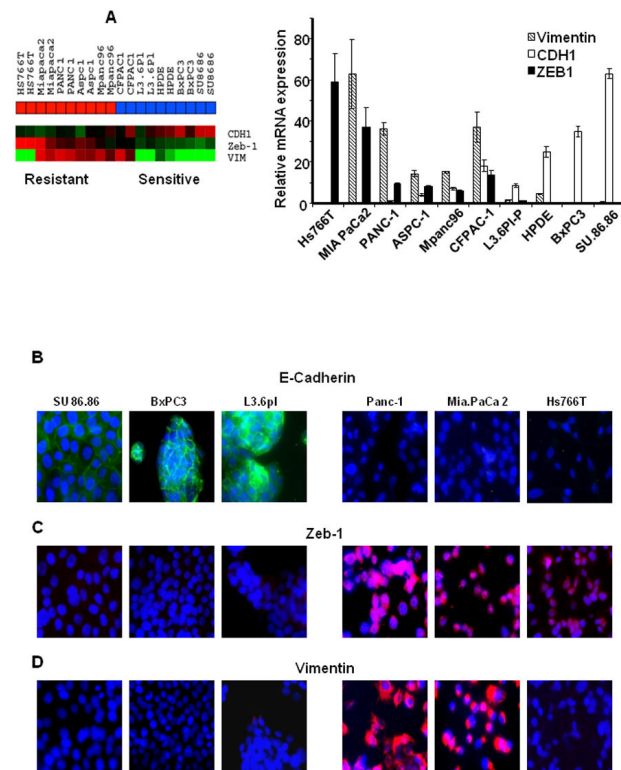 A
HS766T
HS766T
Miapaca2
Miapaca2
PANC1
PANC1
Aspc1
Aspc1
Mpanc96
Mpanc96
CFPAC1
CFPAC1
L3.6Pl
L3.6Pl
HPDE
HPDE
BxPC3
BxPC3
SU8686
SU8686
CDH1
Zeb-1
VIM
Resistant Sensitive
Relative mRNA expression
80
60
40
20
0
Vimentin
CDH1
ZEB1
Hs766T
MIA PaCa2
PANC-1
ASPC-1
Mpanc96
CFPAC-1
L3.6Pl-P
HPDE
BxPC3
SU.86.86
B
E-Cadherin
SU 86.86 BxPC3 L3.6pl Panc-1 Mia.PaCa 2 Hs766T
C
Zeb-1
D
Vimentin